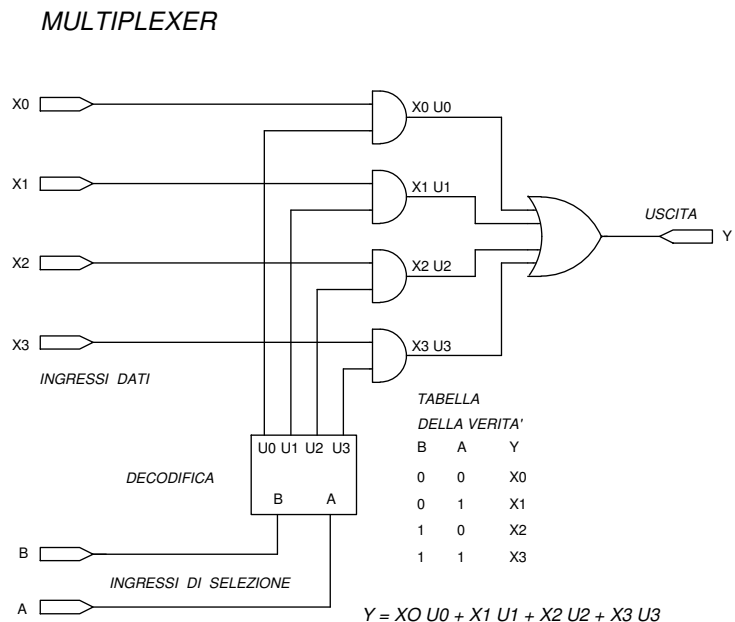 MULTIPLEXER
X0
X0 U0
X1
X1 U1
USCITA
Y
X2
X2 U2
X3
X3 U3
INGRESSI DATI
TABELLA
DELLA VERITA'
U0 U1 U2 U3
B A Y
DECODIFICA
0 0 X0
B A
0 1 X1
1 0 X2
B
1 1 X3
INGRESSI DI SELEZIONE
A
Y = XO U0 + X1 U1 + X2 U2 + X3 U3